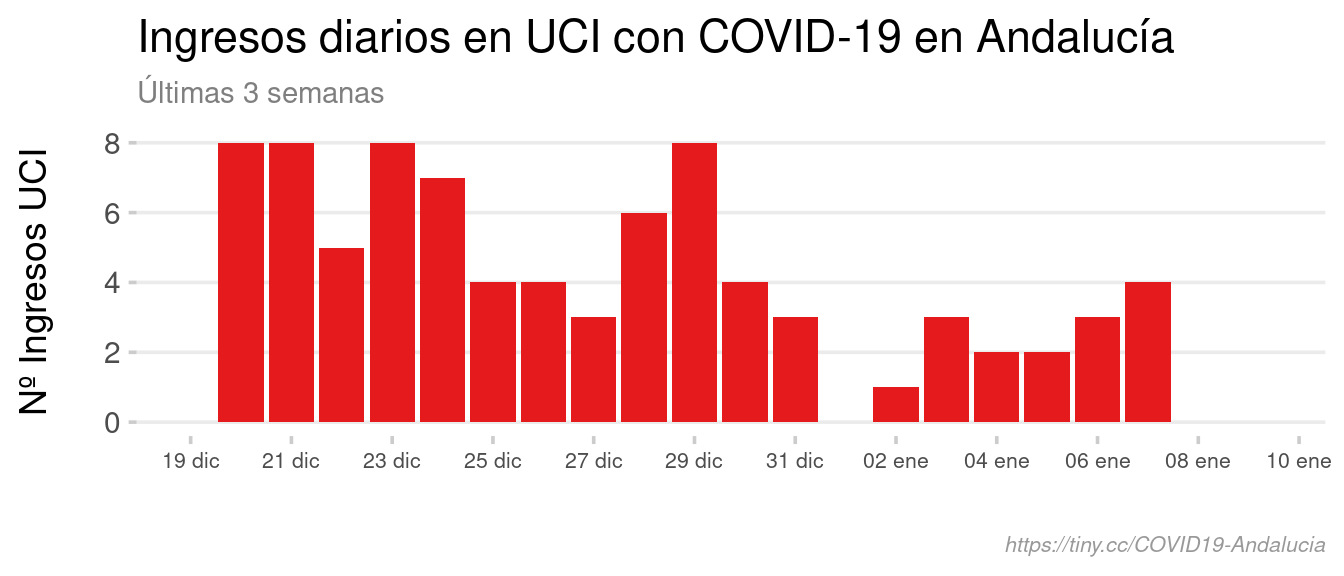 Ingresos diarios en UCI con COVID-19 en Andalucía
Últimas 3 semanas
Nº Ingresos UCI
8
6
4
2
0
19 dic 21 dic 23 dic 25 dic 27 dic 29 dic 31 dic 02 ene 04 ene 06 ene 08 ene 10 ene
https://tiny.cc/COVID19-Andalucia